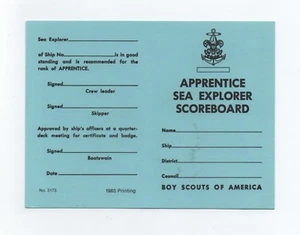 Sea Explorer
of Ship No. is in good
standing and is recommended for the
rank of APPRENTICE.
Signed
Crew leader
Signed
Skipper
Approved by ship's officers at a quarter-
deck meeting for certificate and badge.
Signed
Boatswain
Date
No. 3173
1983 Printing
APPRENTICE
SEA EXPLORER
SCOREBOARD
Name
Ship
District
Council
BOY SCOUTS OF AMERICA